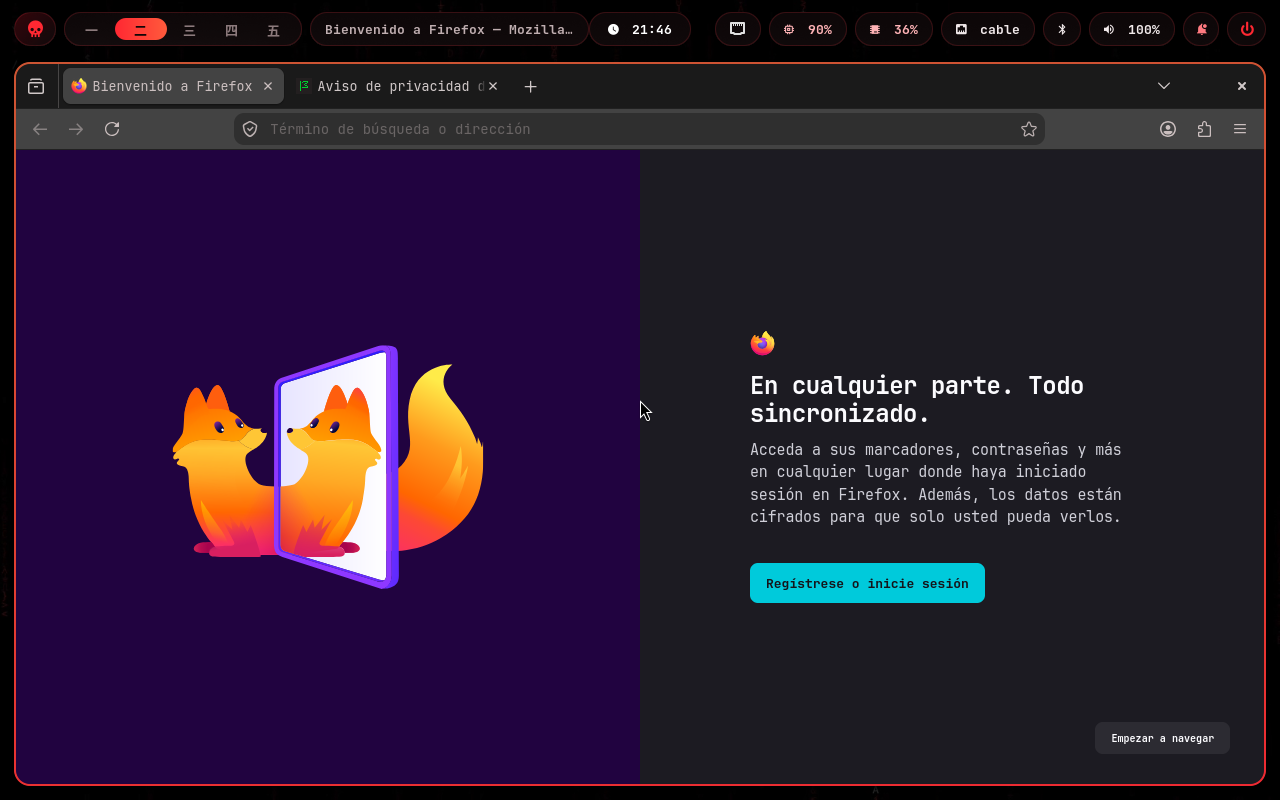 一 二 三 四 五
Bienvenido a Firefox — Mozilla…
21:46
90%
36%
cable
100%
Bienvenido a Firefox
Aviso de privacidad d
Término de búsqueda o dirección
En cualquier parte. Todo
sincronizado.
Acceda a sus marcadores, contraseñas y más
en cualquier lugar donde haya iniciado
sesión en Firefox. Además, los datos están
cifrados para que solo usted pueda verlos.
Regístrese o inicie sesión
Empezar a navegar